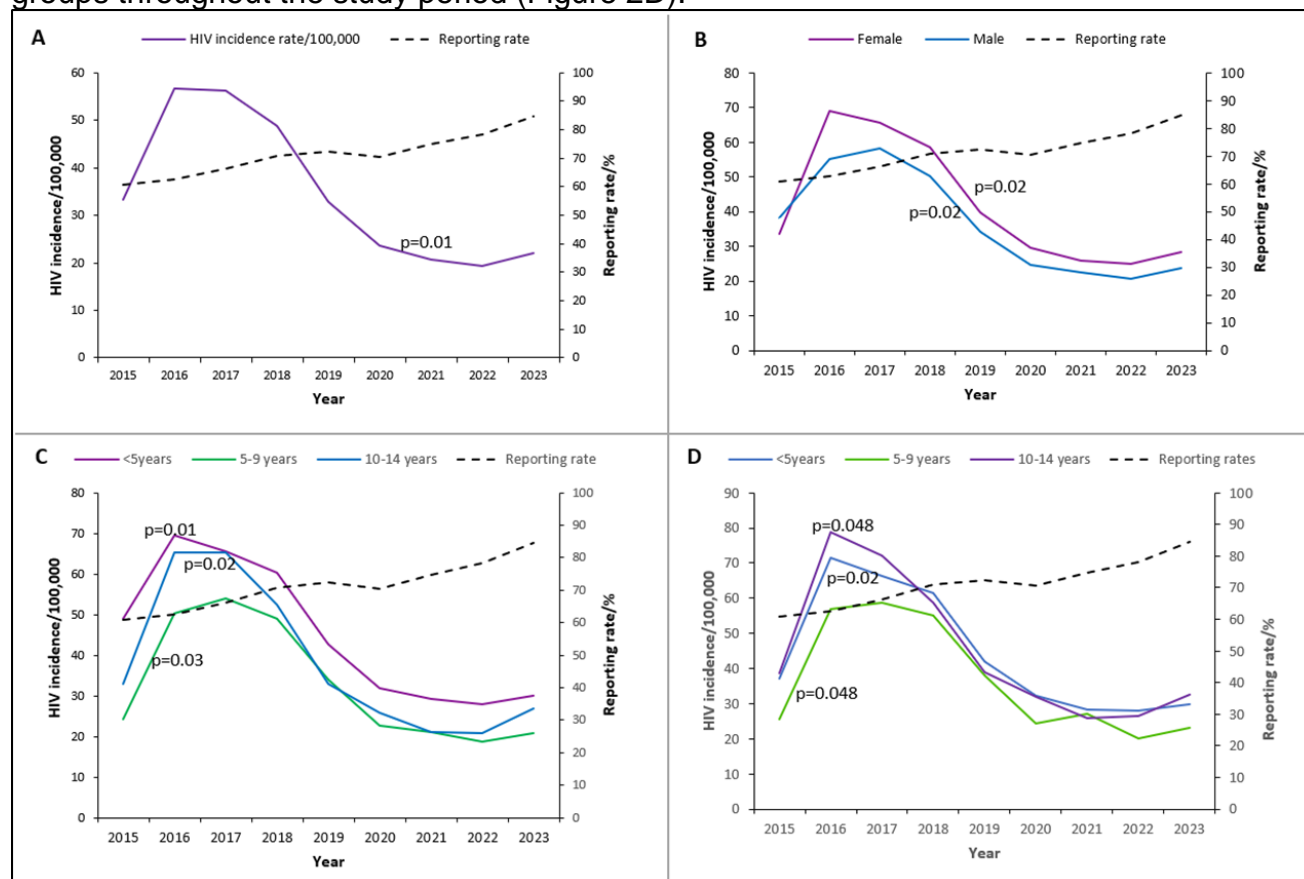 groups throughout the study period (Figure 2D).
A
HIV incidence rate/100,000 Reporting rate
60
50
40
30
20
10
0
HIV incidence/100,000
p=0.01
100
90
80
70
60
50
40
30
20
10
0
Reporting rate/%
2015 2016 2017 2018 2019 2020 2021 2022 2023
Year
B
Female Male Reporting rate
80
70
60
50
40
30
20
10
0
HIV incidence/100,000
p=0.02
p=0.02
100
90
80
70
60
50
40
30
20
10
0
Reporting rate/%
2015 2016 2017 2018 2019 2020 2021 2022 2023
Year
C
<5years 5-9 years 10-14 years Reporting rate
80
70
60
50
40
30
20
10
0
HIV incidence/100,000
p=0.01
p=0.02
p=0.03
100
90
80
70
60
50
40
30
20
10
0
Reporting rate/%
2015 2016 2017 2018 2019 2020 2021 2022 2023
Year
D
<5years 5-9 years 10-14 years Reporting rates
90
80
70
60
50
40
30
20
10
0
HIV incidence/100,000
p=0.048
p=0.02
p=0.048
100
90
80
70
60
50
40
30
20
10
0
Reporting rate/%
2015 2016 2017 2018 2019 2020 2021 2022 2023
Year